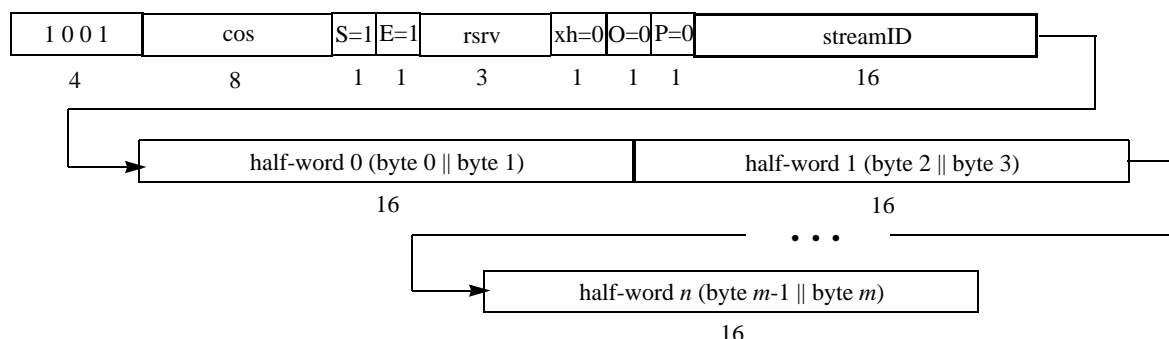 1 0 0 1 cos S=1 E=1 rsrv xh=0 O=0 P=0 streamID
4 8 1 1 3 1 1 1 16
half-word 0 (byte 0 || byte 1) half-word 1 (byte 2 || byte 3)
16 16
• • •
half-word n (byte m-1 || byte m)
16